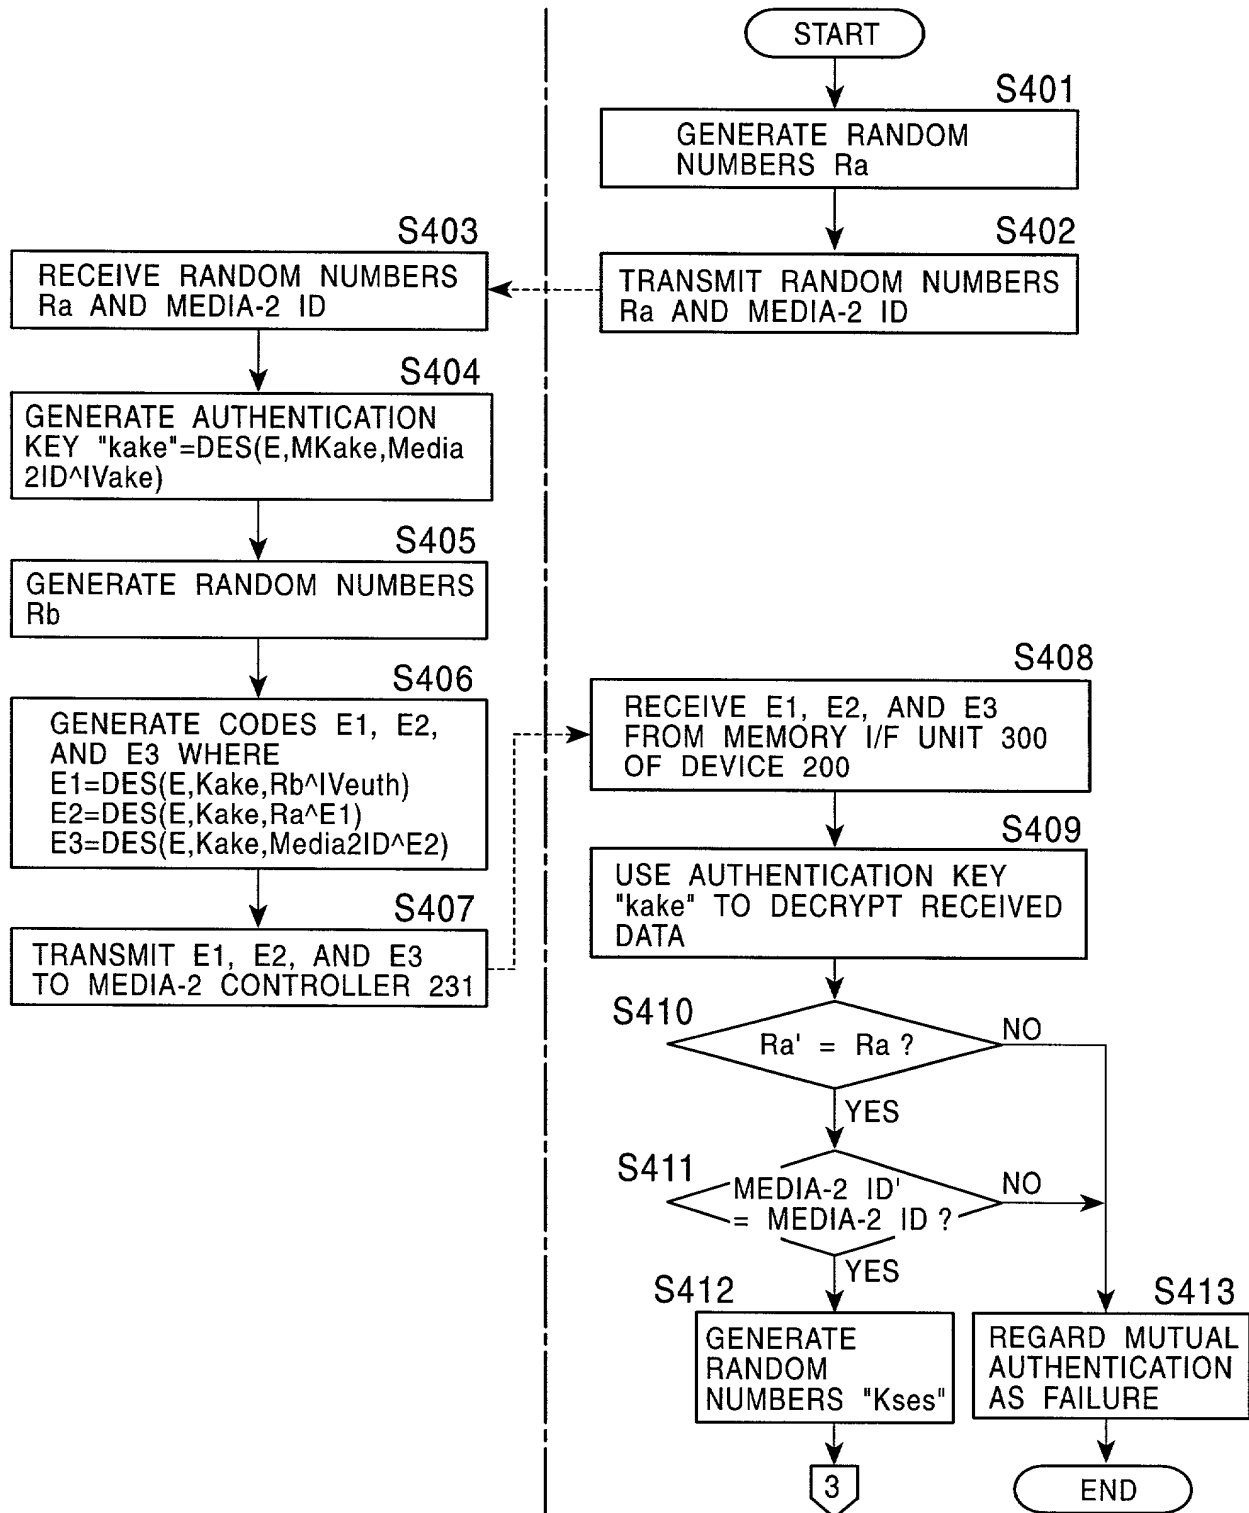 START
S401
GENERATE RANDOM
NUMBERS Ra
S402
TRANSMIT RANDOM NUMBERS
Ra AND MEDIA-2 ID
S403
RECEIVE RANDOM NUMBERS
Ra AND MEDIA-2 ID
S404
GENERATE AUTHENTICATION
KEY "kake"=DES(E,MKake,Media
2ID^IVake)
S405
GENERATE RANDOM NUMBERS
Rb
S406
GENERATE CODES E1, E2,
AND E3 WHERE
E1=DES(E,Kake,Rb^IVeuth)
E2=DES(E,Kake,Ra^E1)
E3=DES(E,Kake,Media2ID^E2)
S407
TRANSMIT E1, E2, AND E3
TO MEDIA-2 CONTROLLER 231
S408
RECEIVE E1, E2, AND E3
FROM MEMORY I/F UNIT 300
OF DEVICE 200
S409
USE AUTHENTICATION KEY
"kake" TO DECRYPT RECEIVED
DATA
S410
Ra' = Ra ?
NO
YES
S411
MEDIA-2 ID'
= MEDIA-2 ID ?
NO
YES
S412
GENERATE
RANDOM
NUMBERS "Kses"
S413
REGARD MUTUAL
AUTHENTICATION
AS FAILURE
3
END